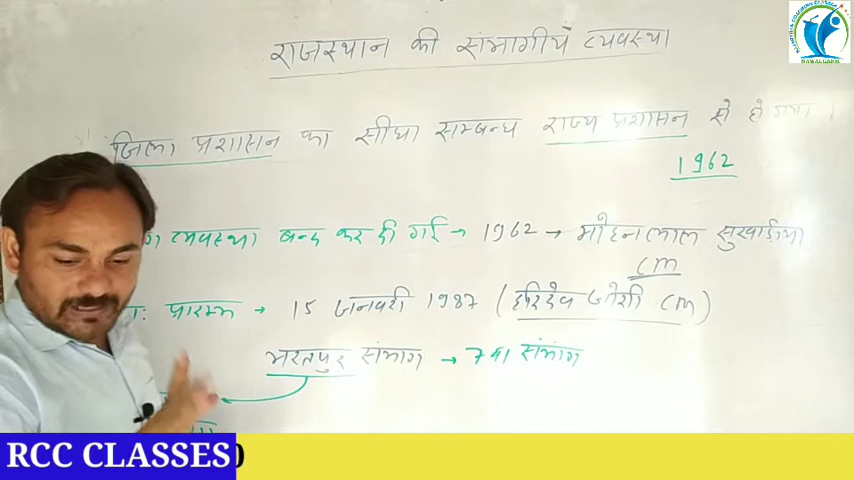 राजस्थान की संभागीय व्यवस्था
जिला प्रशासन का सीधा सम्बन्ध राज्य प्रशासन से हो गया।
1962
व्यवस्था बन्द कर दी गई → 1962 → मोहनलाल सुखाड़िया
CM
प्रारम्भ → 15 जनवरी 1987 (हरिदेव जोशी CM)
भरतपुर संभाग → 7वां संभाग
RCC CLASSES
NAWALGARH